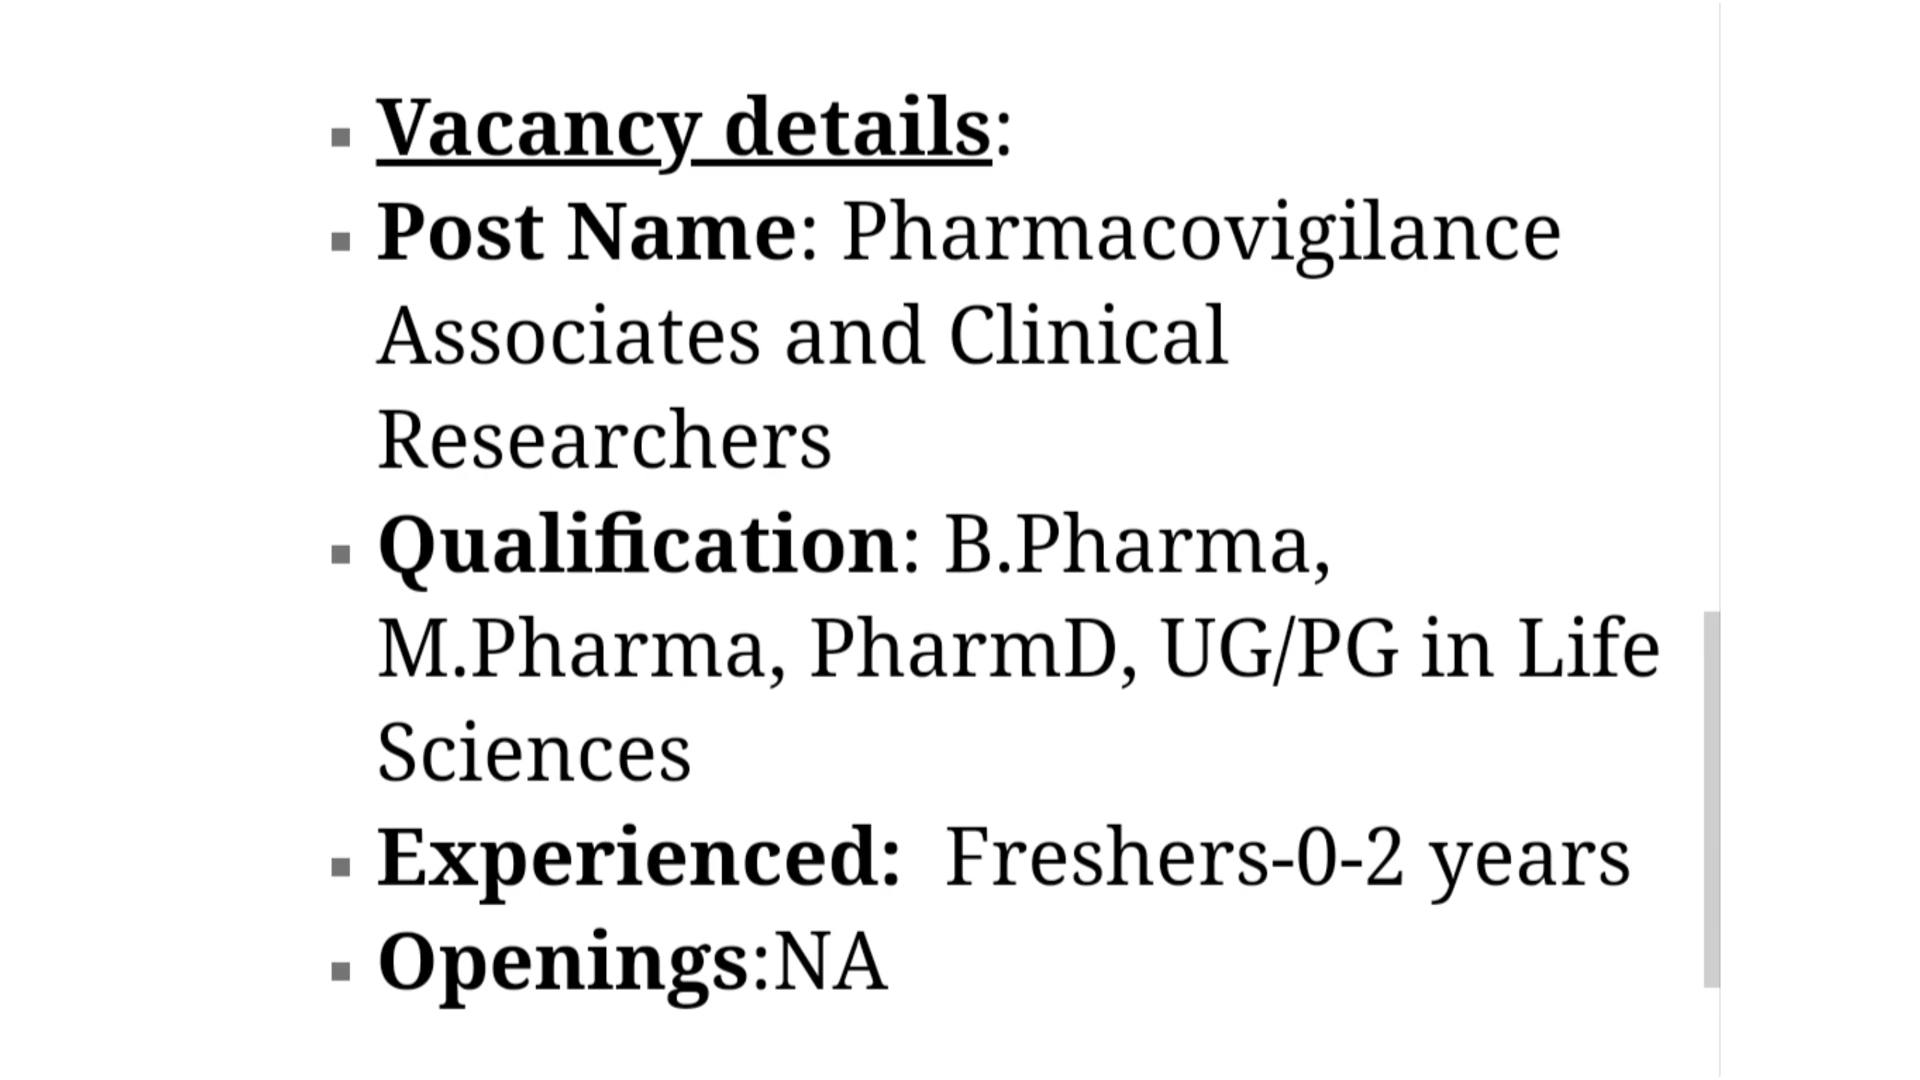 Vacancy details:
Post Name: Pharmacovigilance
Associates and Clinical
Researchers
Qualification: B.Pharma,
M.Pharma, PharmD, UG/PG in Life
Sciences
Experienced:  Freshers-0-2 years
Openings:NA